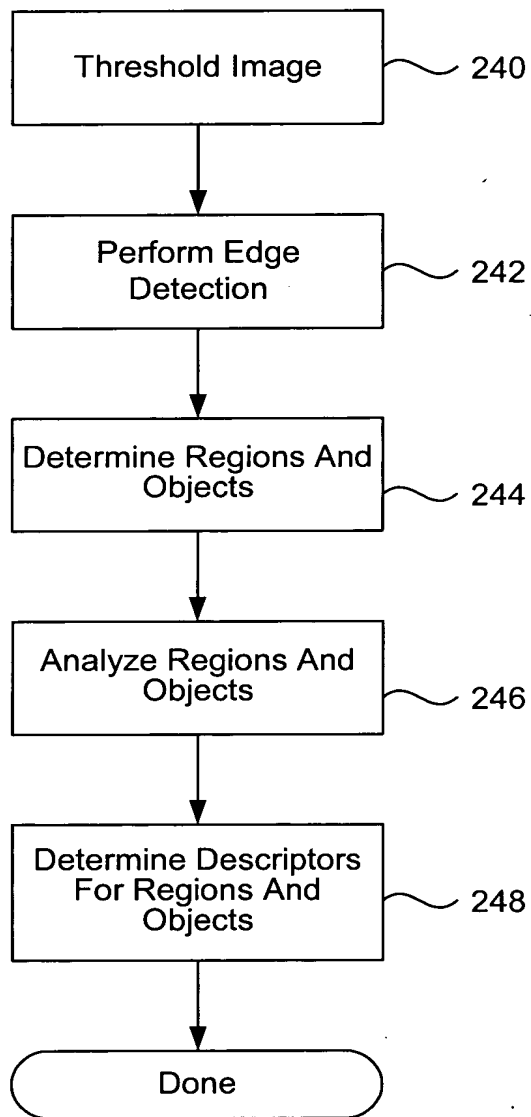 Threshold Image
240
Perform Edge
Detection
242
Determine Regions And
Objects
244
Analyze Regions And
Objects
246
Determine Descriptors
For Regions And
Objects
248
Done